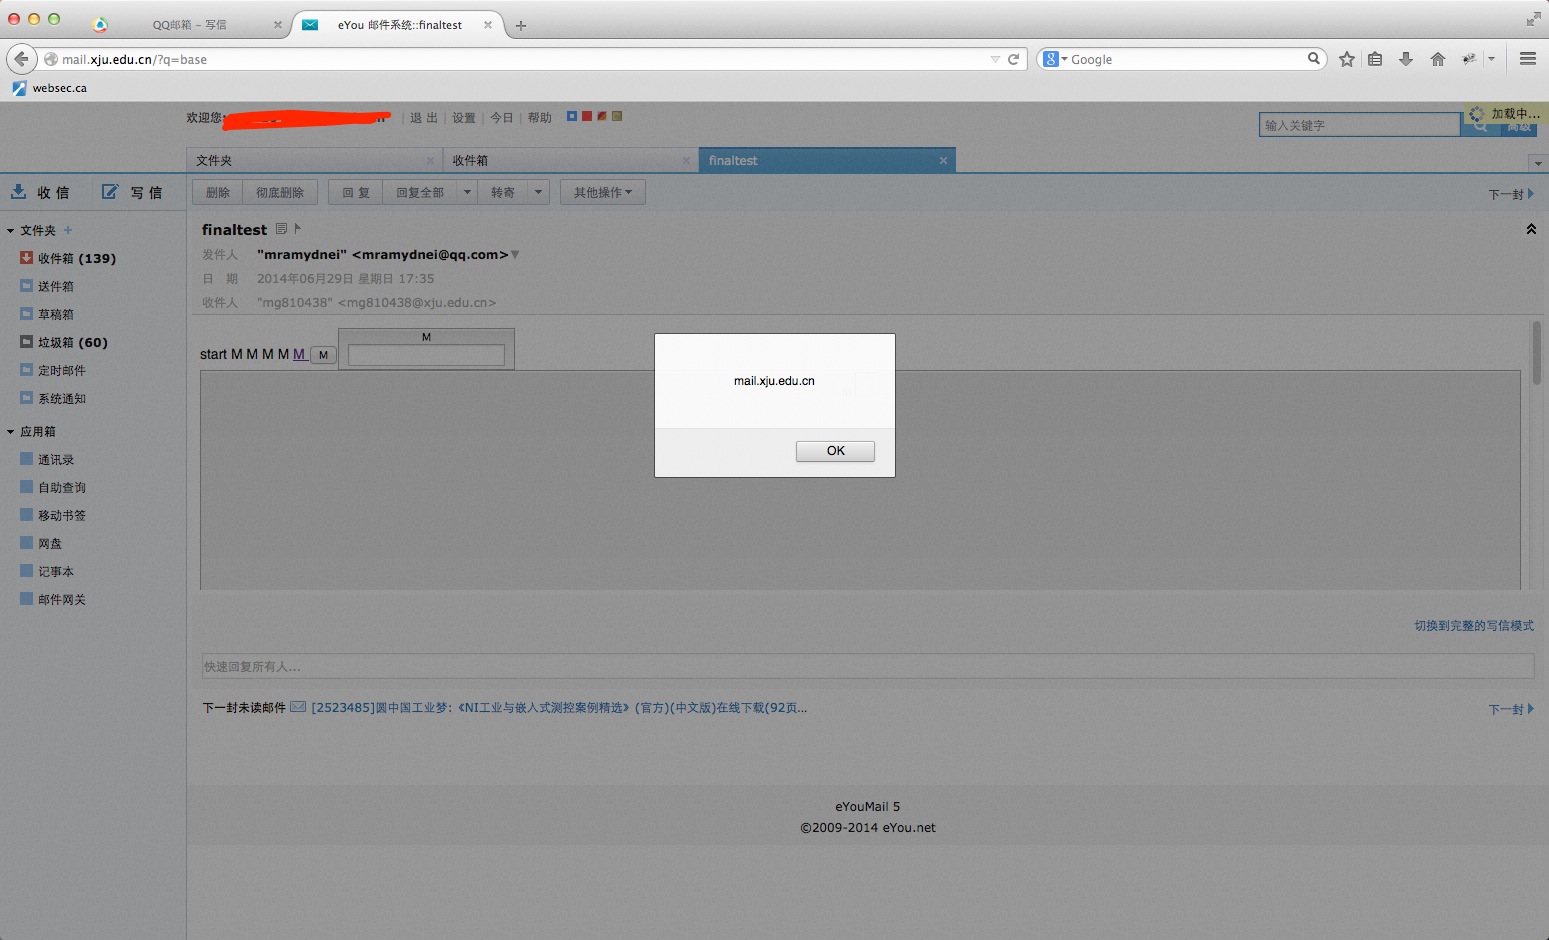 QQ邮箱 - 写信
eYou 邮件系统::finaltest
mail.xju.edu.cn/?q=base
Google
websec.ca
欢迎您:
退 出 | 设置 | 今日 | 帮助
输入关键字
高级
加载中...
文件夹
收件箱
finaltest
收 信
写 信
删除
彻底删除
回 复
回复全部
转寄
其他操作
下一封
文件夹
收件箱 (139)
送件箱
草稿箱
垃圾箱 (60)
定时邮件
系统通知
应用箱
通讯录
自助查询
移动书签
网盘
记事本
邮件网关
finaltest
发件人 "mramydnei" <mramydnei@qq.com>
日 期 2014年06月29日 星期日 17:35
收件人 "mg810438" <mg810438@xju.edu.cn>
start M M M M M M
M
mail.xju.edu.cn
OK
切换到完整的写信模式
快速回复所有人...
下一封未读邮件 [2523485]圆中国工业梦:《NI工业与嵌入式测控案例精选》(官方)(中文版)在线下载(92页...
下一封
eYouMail 5
©2009-2014 eYou.net